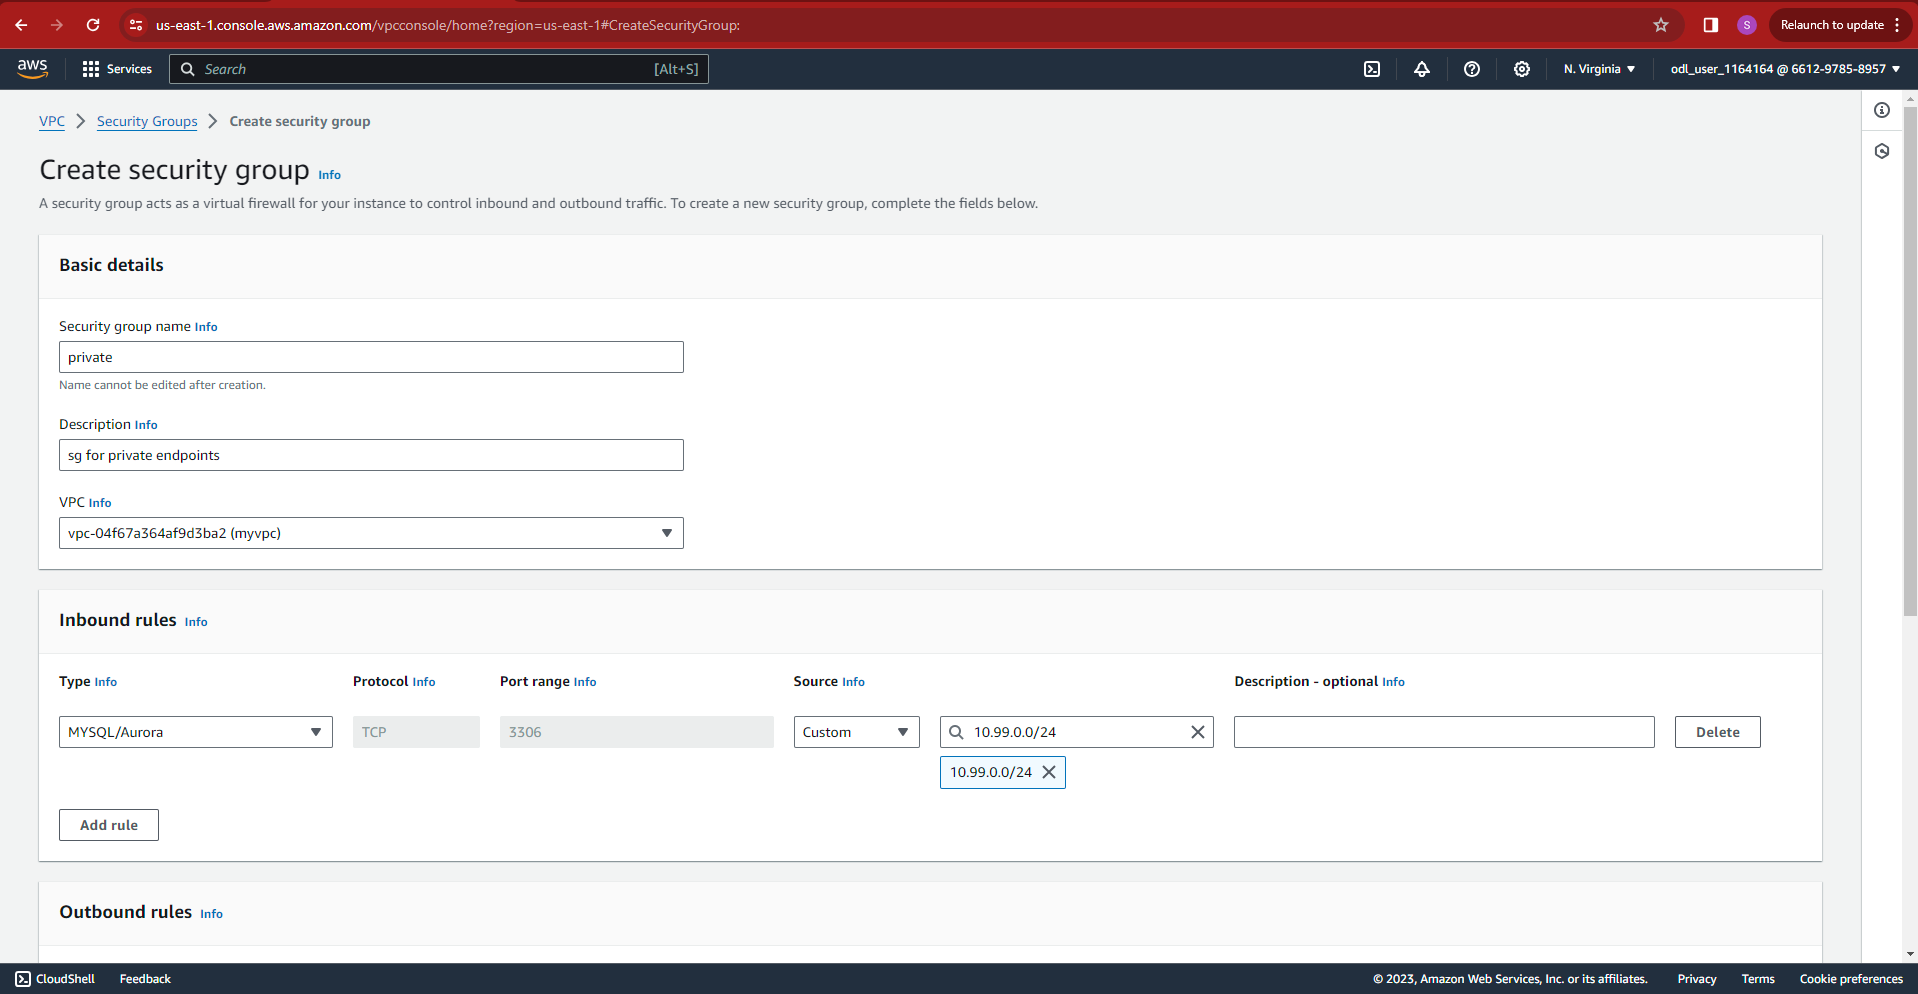 us-east-1.console.aws.amazon.com/vpcconsole/home?region=us-east-1#CreateSecurityGroup:
S
Relaunch to update
aws
Services
Search
[Alt+S]
N. Virginia
odl_user_1164164 @ 6612-9785-8957
VPC
Security Groups
Create security group
Create security group Info
A security group acts as a virtual firewall for your instance to control inbound and outbound traffic. To create a new security group, complete the fields below.
Basic details
Security group name Info
private
Name cannot be edited after creation.
Description Info
sg for private endpoints
VPC Info
vpc-04f67a364af9d3ba2 (myvpc)
Inbound rules Info
Type Info
Protocol Info
Port range Info
Source Info
Description - optional Info
MYSQL/Aurora
TCP
3306
Custom
10.99.0.0/24
Delete
10.99.0.0/24
Add rule
Outbound rules Info
CloudShell
Feedback
© 2023, Amazon Web Services, Inc. or its affiliates.
Privacy
Terms
Cookie preferences